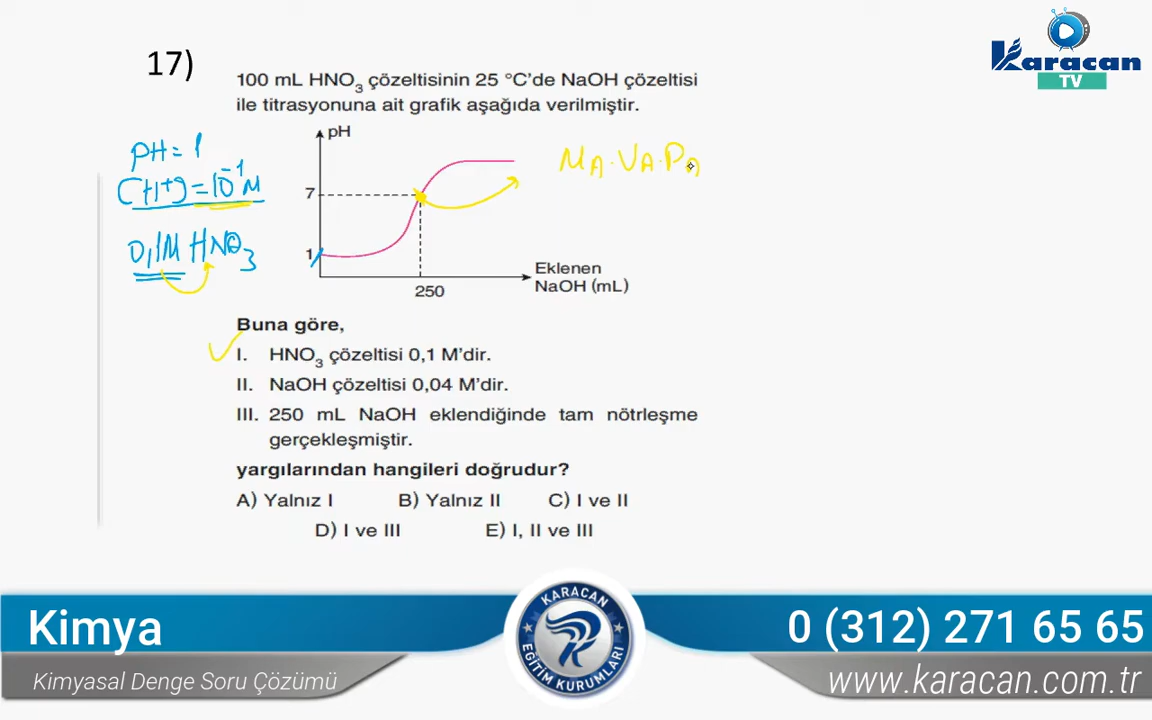 17)
Karacan
TV
100 mL HNO₃ çözeltisinin 25 °C'de NaOH çözeltisi
ile titrasyonuna ait grafik aşağıda verilmiştir.
PH = 1
[H+] = 10⁻¹M
0,1M HNO₃
pH
7
1
250
Eklenen
NaOH (mL)
MA.VA.PA
Buna göre,
I. HNO₃ çözeltisi 0,1 M'dir.
II. NaOH çözeltisi 0,04 M'dir.
III. 250 mL NaOH eklendiğinde tam nötrleşme
gerçekleşmiştir.
yargılarından hangileri doğrudur?
A) Yalnız I B) Yalnız II C) I ve II
D) I ve III E) I, II ve III
Kimya
Kimyasal Denge Soru Çözümü
KARACAN
EĞİTİM KURUMLARI
0 (312) 271 65 65
www.karacan.com.tr